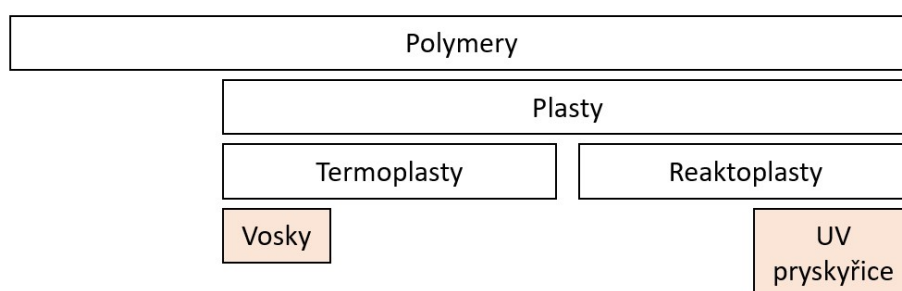 Polymery
Plasty
Termoplasty
Reaktoplasty
Vosky
UV
pryskyřice